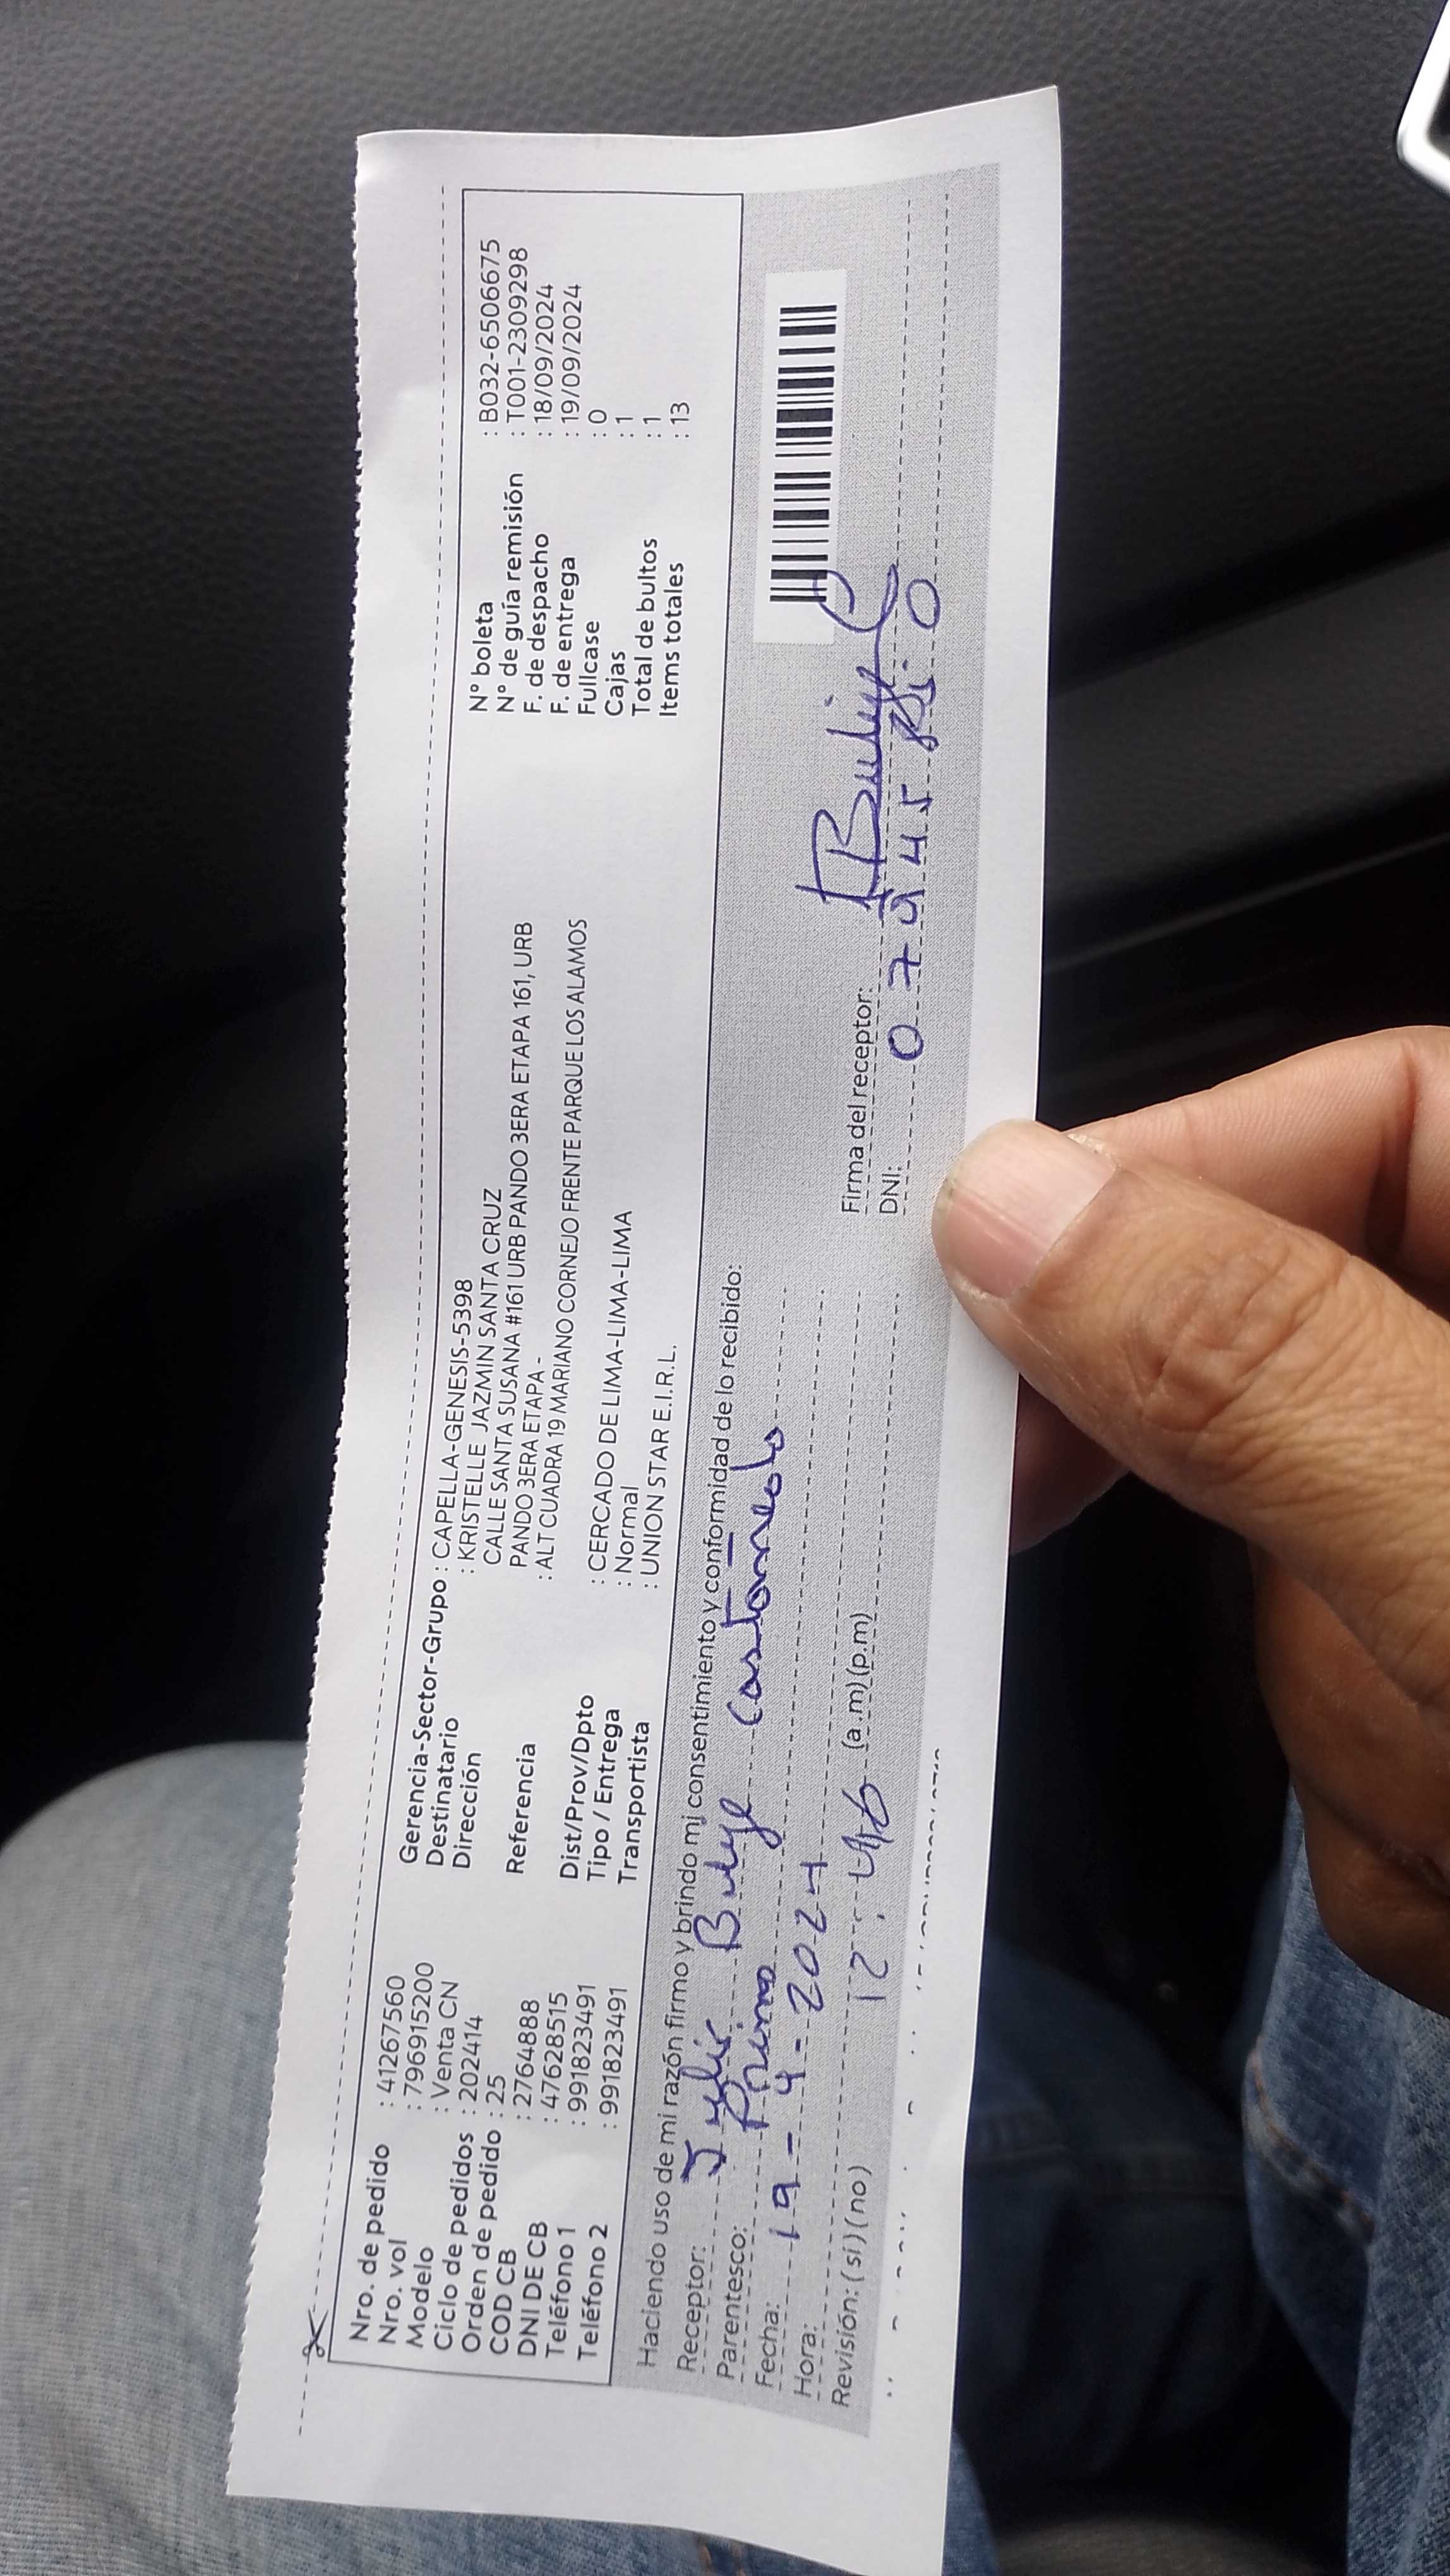 Nro. de pedido : 41267560
Nro. vol : 796915200
Modelo : Venta CN
Ciclo de pedidos : 202414
Orden de pedido : 25
COD CB : 2764888
DNI DE CB : 47628515
Teléfono 1 : 991823491
Teléfono 2 : 991823491
Gerencia-Sector-Grupo : CAPELLA-GENESIS-5398
Destinatario : KRISTELLE JAZMIN SANTA CRUZ
Dirección CALLE SANTA SUSANA #161 URB PANDO 3ERA ETAPA 161, URB
PANDO 3ERA ETAPA -
Referencia : ALT CUADRA 19 MARIANO CORNEJO FRENTE PARQUE LOS ALAMOS
Dist/Prov/Dpto : CERCADO DE LIMA-LIMA-LIMA
Tipo / Entrega : Normal
Transportista : UNION STAR E.I.R.L.
N° boleta : B032-6506675
N° de guía remisión : T001-2309298
F. de despacho : 18/09/2024
F. de entrega : 19/09/2024
Fullcase : 0
Cajas : 1
Total de bultos : 1
Items totales : 13
Haciendo uso de mi razón firmo y brindo mi consentimiento y conformidad de lo recibido:
Receptor: Castañeda
Parentesco: Primo
Fecha: 19-9-2024
Hora: 12:46 (a.m) (p.m)
Revisión: (si) (no)
Firma del receptor:
DNI: